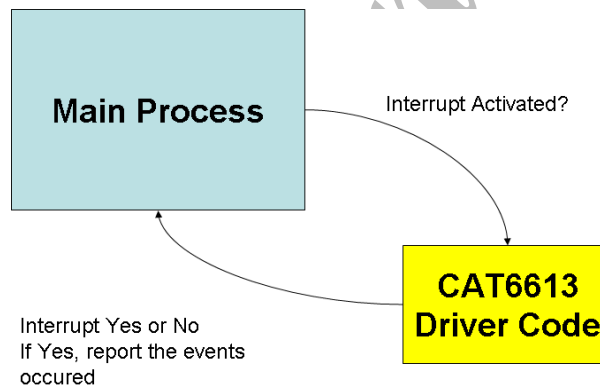 Main Process
Interrupt Activated?
CAT6613
Driver Code
Interrupt Yes or No
If Yes, report the events
occured